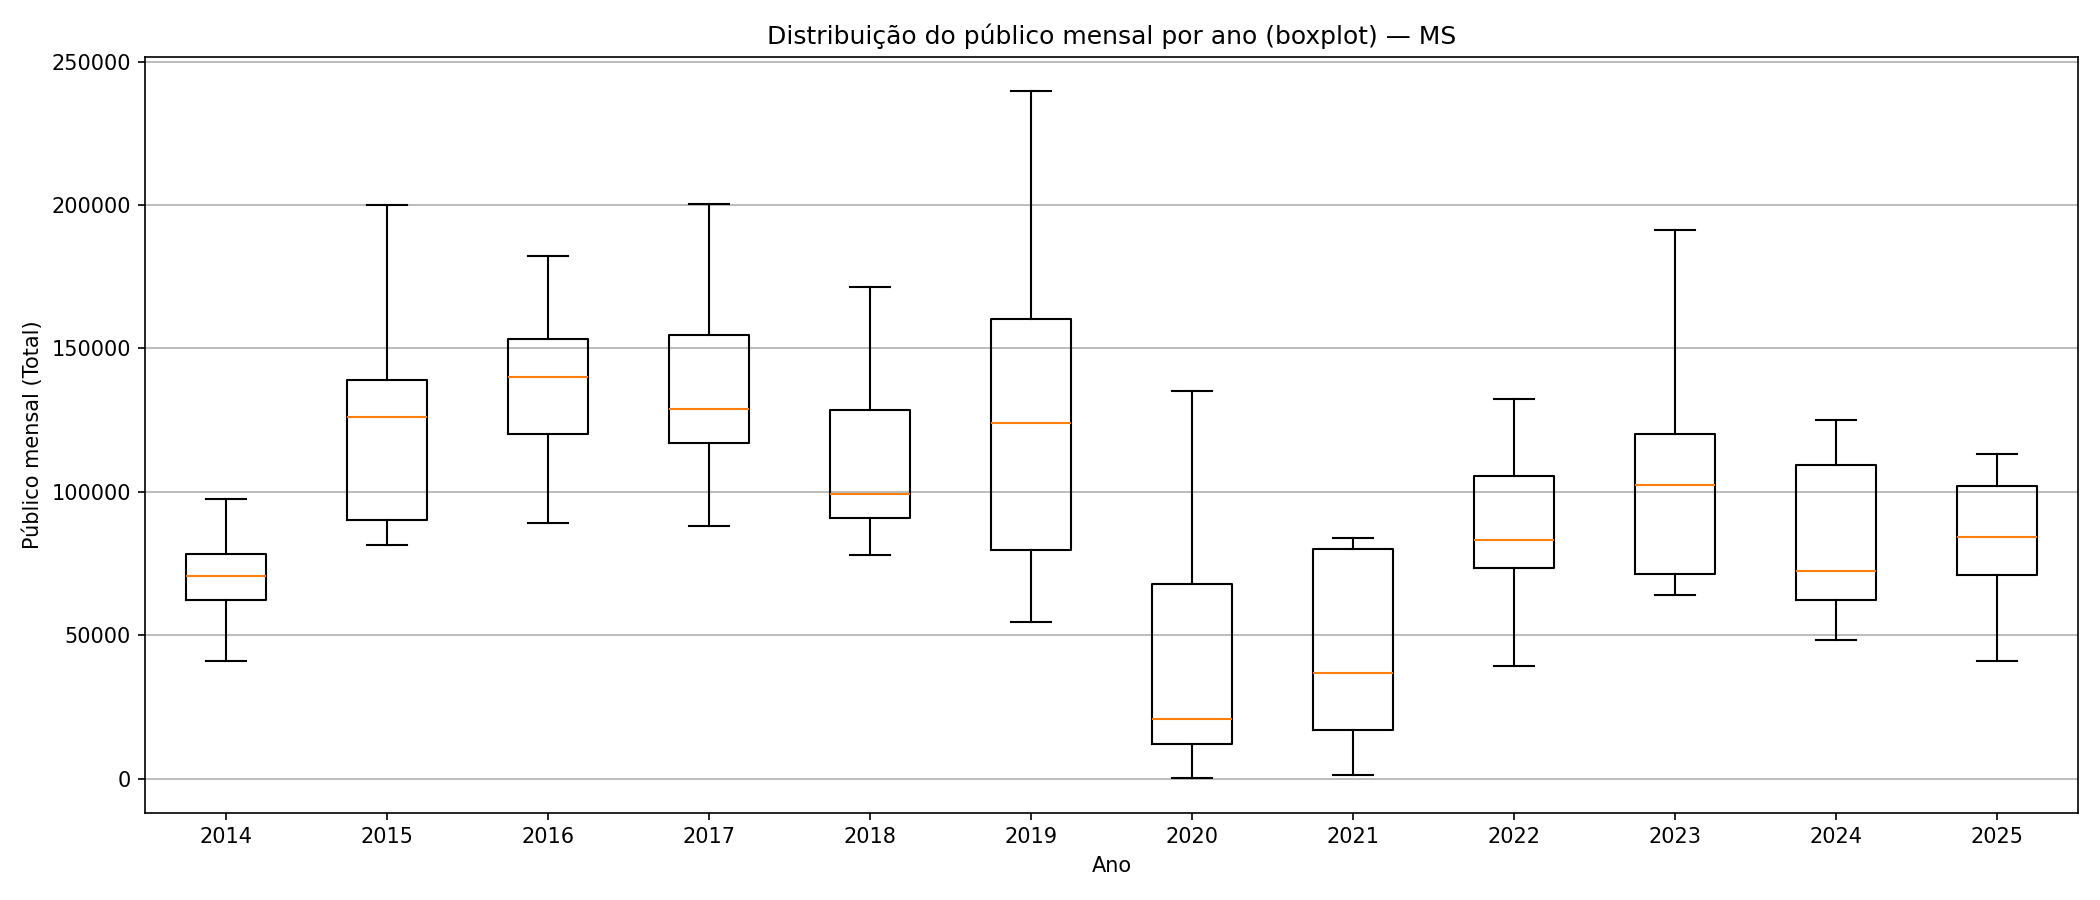 Distribuição do público mensal por ano (boxplot) — MS
Público mensal (Total)
250000
200000
150000
100000
50000
0
2014 2015 2016 2017 2018 2019 2020 2021 2022 2023 2024 2025
Ano